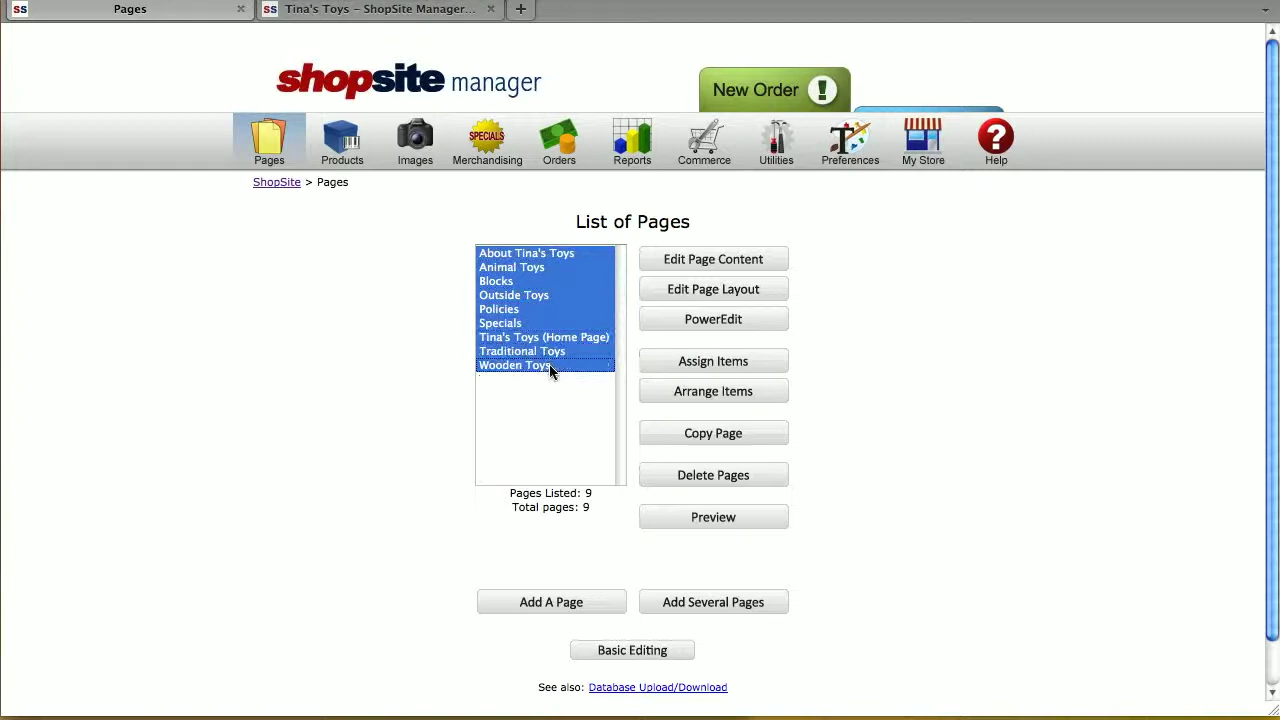 SS Pages SS Tina's Toys – ShopSite Manager...
shopsite manager
New Order !
SPECIALS
Pages Products Images Merchandising Orders Reports Commerce Utilities Preferences My Store Help
ShopSite > Pages
List of Pages
About Tina's Toys
Animal Toys
Blocks
Outside Toys
Policies
Specials
Tina's Toys (Home Page)
Traditional Toys
Wooden Toys
Pages Listed: 9
Total pages: 9
Edit Page Content
Edit Page Layout
PowerEdit
Assign Items
Arrange Items
Copy Page
Delete Pages
Preview
Add A Page Add Several Pages
Basic Editing
See also: Database Upload/Download